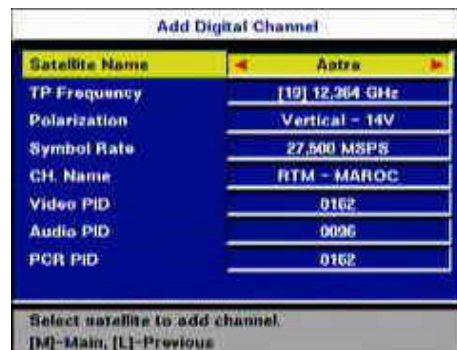 Add Digital Channel
Satellite Name Astra
TP Frequency [19] 12,364 GHz
Polarization Vertical - 14V
Symbol Rate 27,500 MSPS
CH. Name RTM - MAROC
Video PID 0162
Audio PID 0096
PCR PID 0162
Select satellite to add channel.
[M]-Main, [L]-Previous